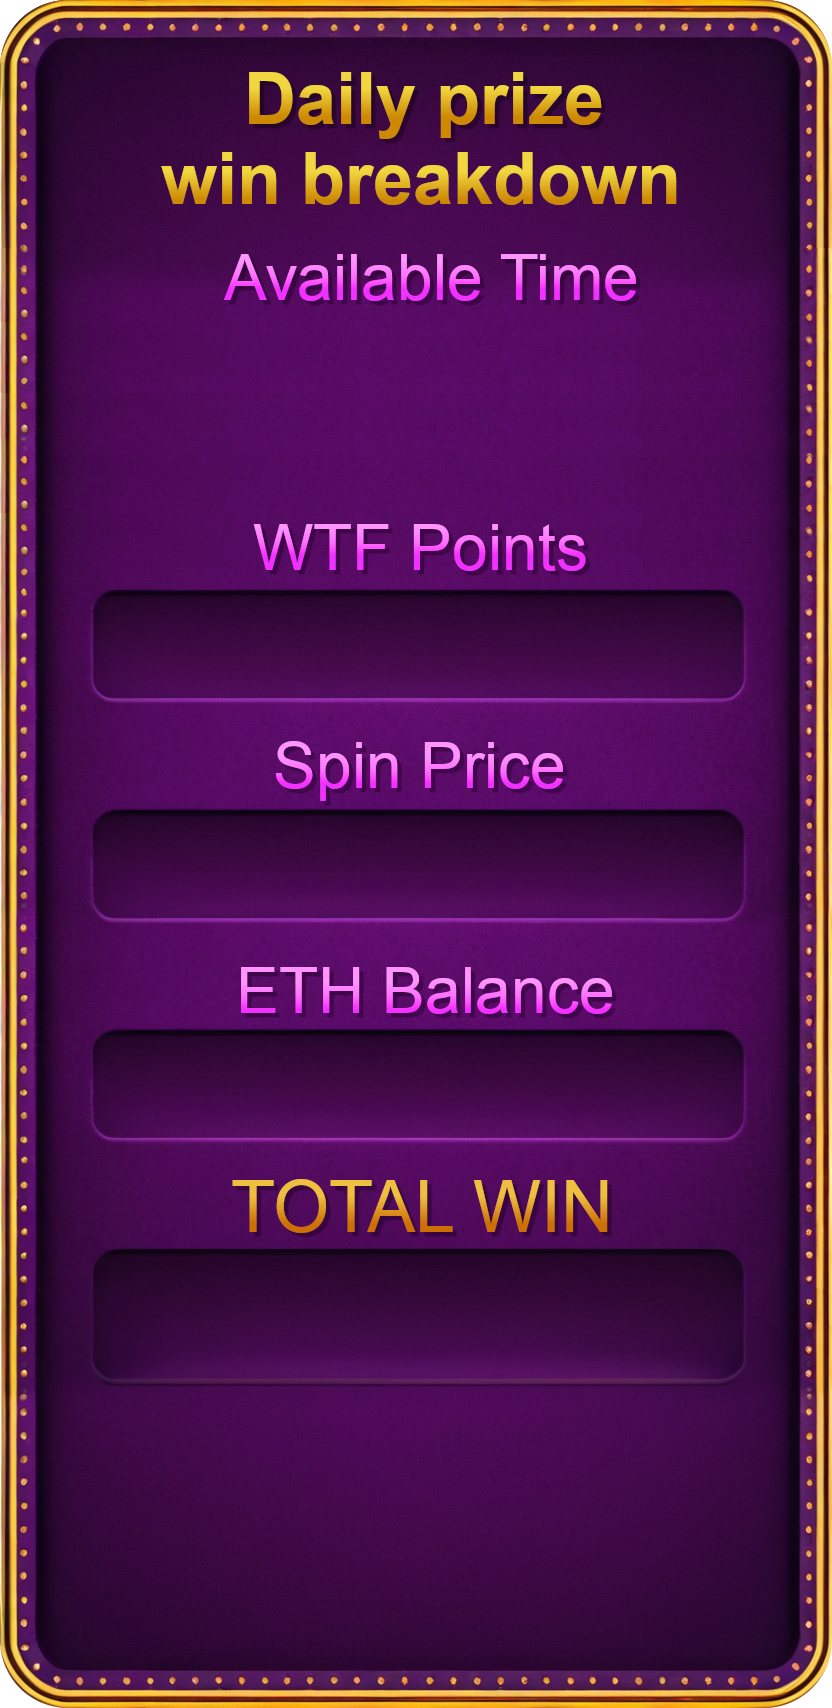 Daily prize
win breakdown
Available Time
WTF Points
Spin Price
ETH Balance
TOTAL WIN